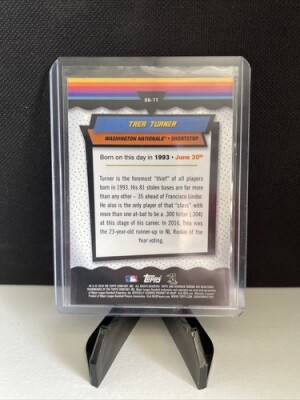 BB-TT
TREA TURNER
WASHINGTON NATIONALS • SHORTSTOP
Born on this day in 1993 • June 30th
Turner is the foremost "thief" of all players
born in 1993. His 81 stolen bases are far more
than any other – 35 ahead of Francisco Lindor.
He also is the only player of that "class" with
more than one at-bat to be a .300 hitter (.304)
at this stage of his career. In 2016, Trea was
the 23-year-old runner-up in NL Rookie of the
Year voting.
Topps